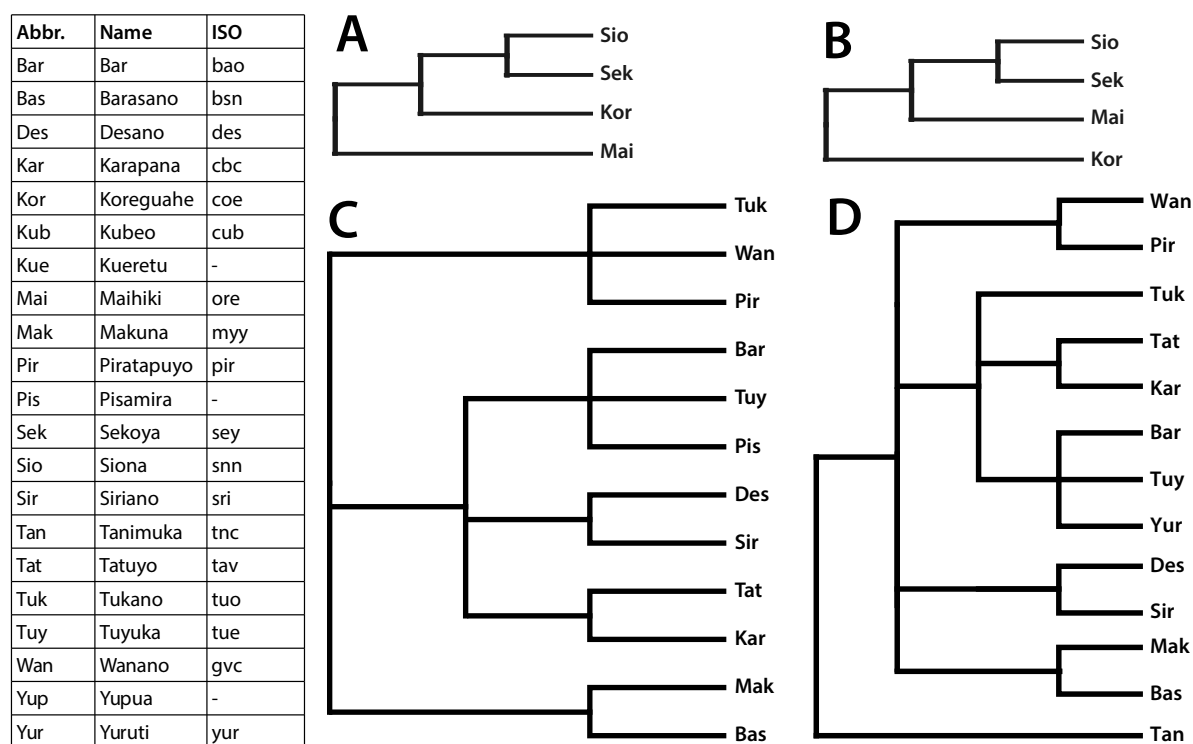 Abbr. Name ISO
Bar Bar bao
Bas Barasano bsn
Des Desano des
Kar Karapana cbc
Kor Koreguahe coe
Kub Kubeo cub
Kue Kueretu -
Mai Maihiki ore
Mak Makuna myy
Pir Piratapuyo pir
Pis Pisamira -
Sek Sekoya sey
Sio Siona snn
Sir Siriano sri
Tan Tanimuka tnc
Tat Tatuyo tav
Tuk Tukano tuo
Tuy Tuyuka tue
Wan Wanano gvc
Yup Yupua -
Yur Yuruti yur
A
Sio
Sek
Kor
Mai
B
Sio
Sek
Mai
Kor
C
Tuk
Wan
Pir
Bar
Tuy
Pis
Des
Sir
Tat
Kar
Mak
Bas
D
Wan
Pir
Tuk
Tat
Kar
Bar
Tuy
Yur
Des
Sir
Mak
Bas
Tan